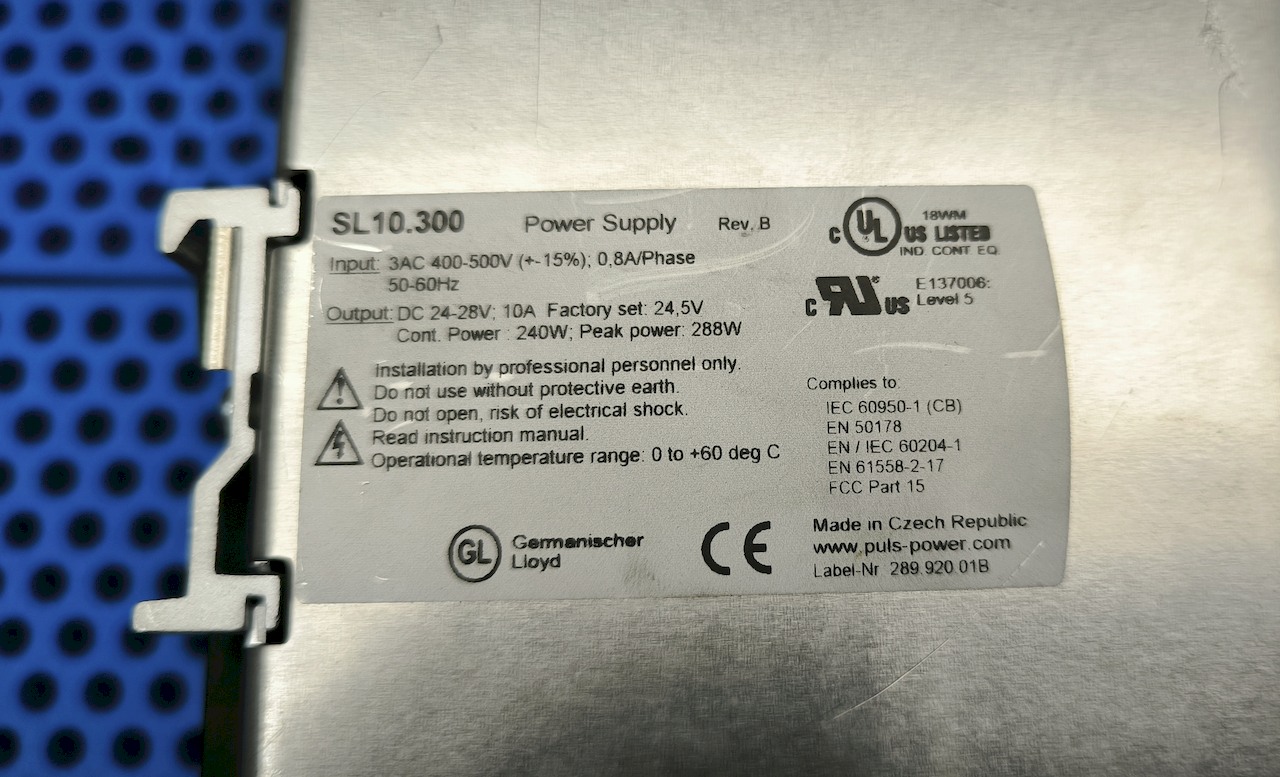 SL10.300 Power Supply Rev. B
Input: 3AC 400-500V (+-15%); 0,8A/Phase
50-60Hz
Output: DC 24-28V; 10A Factory set: 24,5V
Cont. Power : 240W; Peak power: 288W
Installation by professional personnel only.
Do not use without protective earth.
Do not open, risk of electrical shock.
Read instruction manual.
Operational temperature range: 0 to +60 deg C
GL Germanischer
Lloyd
CE
C UL US LISTED
18WM
IND. CONT EQ.
C RU US
E137006:
Level 5
Complies to:
IEC 60950-1 (CB)
EN 50178
EN / IEC 60204-1
EN 61558-2-17
FCC Part 15
Made in Czech Republic
www.puls-power.com
Label-Nr 289.920.01B